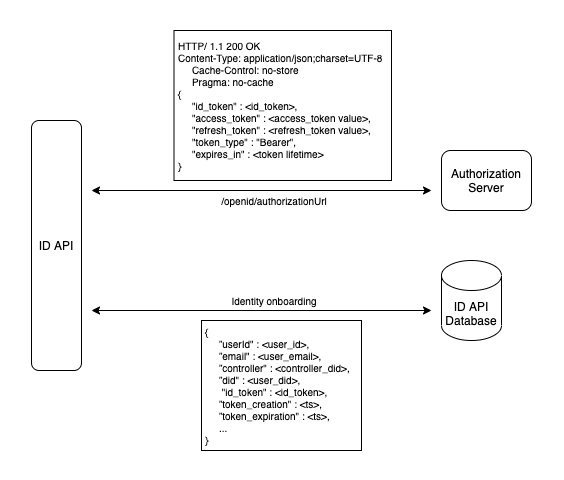 HTTP/ 1.1 200 OK
Content-Type: application/json;charset=UTF-8
Cache-Control: no-store
Pragma: no-cache
{
"id_token" : <id_token>,
"access_token" : <access_token value>,
"refresh_token" : <refresh_token value>,
"token_type" : "Bearer",
"expires_in" : <token lifetime>
}
Authorization
Server
/openid/authorizationUrl
ID API
Identity onboarding
ID API
Database
{
"userId" : <user_id>,
"email" : <user_email>,
"controller" : <controller_did>,
"did" : <user_did>,
"id_token" : <id_token>,
"token_creation" : <ts>,
"token_expiration" : <ts>,
...
}